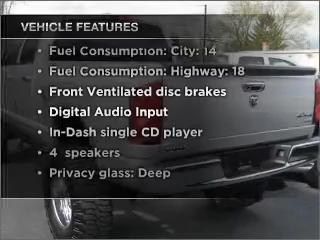 VEHICLE FEATURES
• Fuel Consumption: City: 14
• Fuel Consumption: Highway: 18
• Front Ventilated disc brakes
• Digital Audio Input
• In-Dash single CD player
• 4 speakers
• Privacy glass: Deep